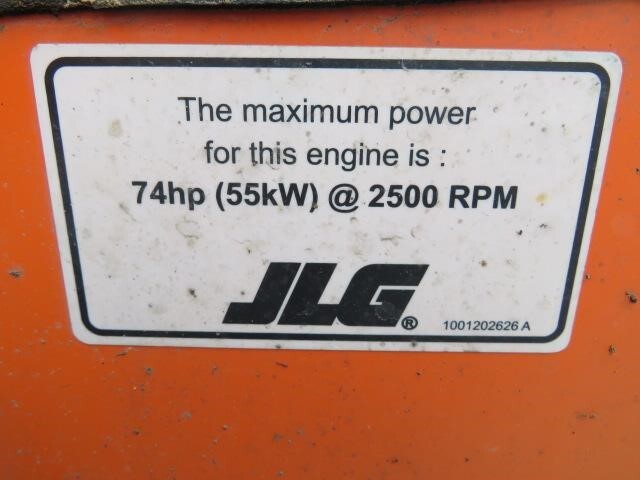 The maximum power
for this engine is :
74hp (55kW) @ 2500 RPM
JLG®
1001202626 A